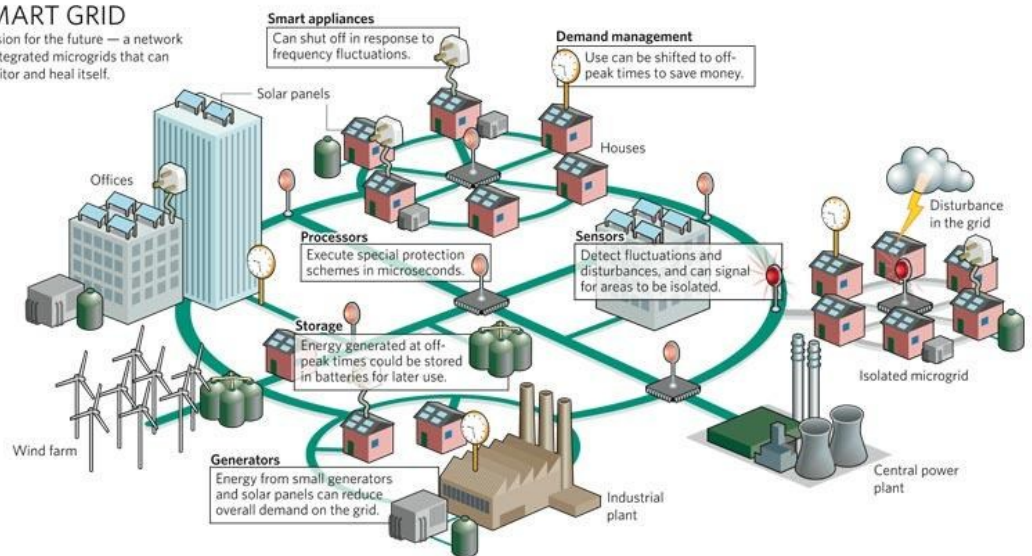 MART GRID
sion for the future — a network
tegrated microgrids that can
itor and heal itself.
Smart appliances
Can shut off in response to
frequency fluctuations.
Demand management
Use can be shifted to off-
peak times to save money.
Solar panels
Houses
Offices
Disturbance
in the grid
Processors
Execute special protection
schemes in microseconds.
Sensors
Detect fluctuations and
disturbances, and can signal
for areas to be isolated.
Storage
Energy generated at off-
peak times could be stored
in batteries for later use.
Isolated microgrid
Wind farm
Generators
Energy from small generators
and solar panels can reduce
overall demand on the grid.
Industrial
plant
Central power
plant